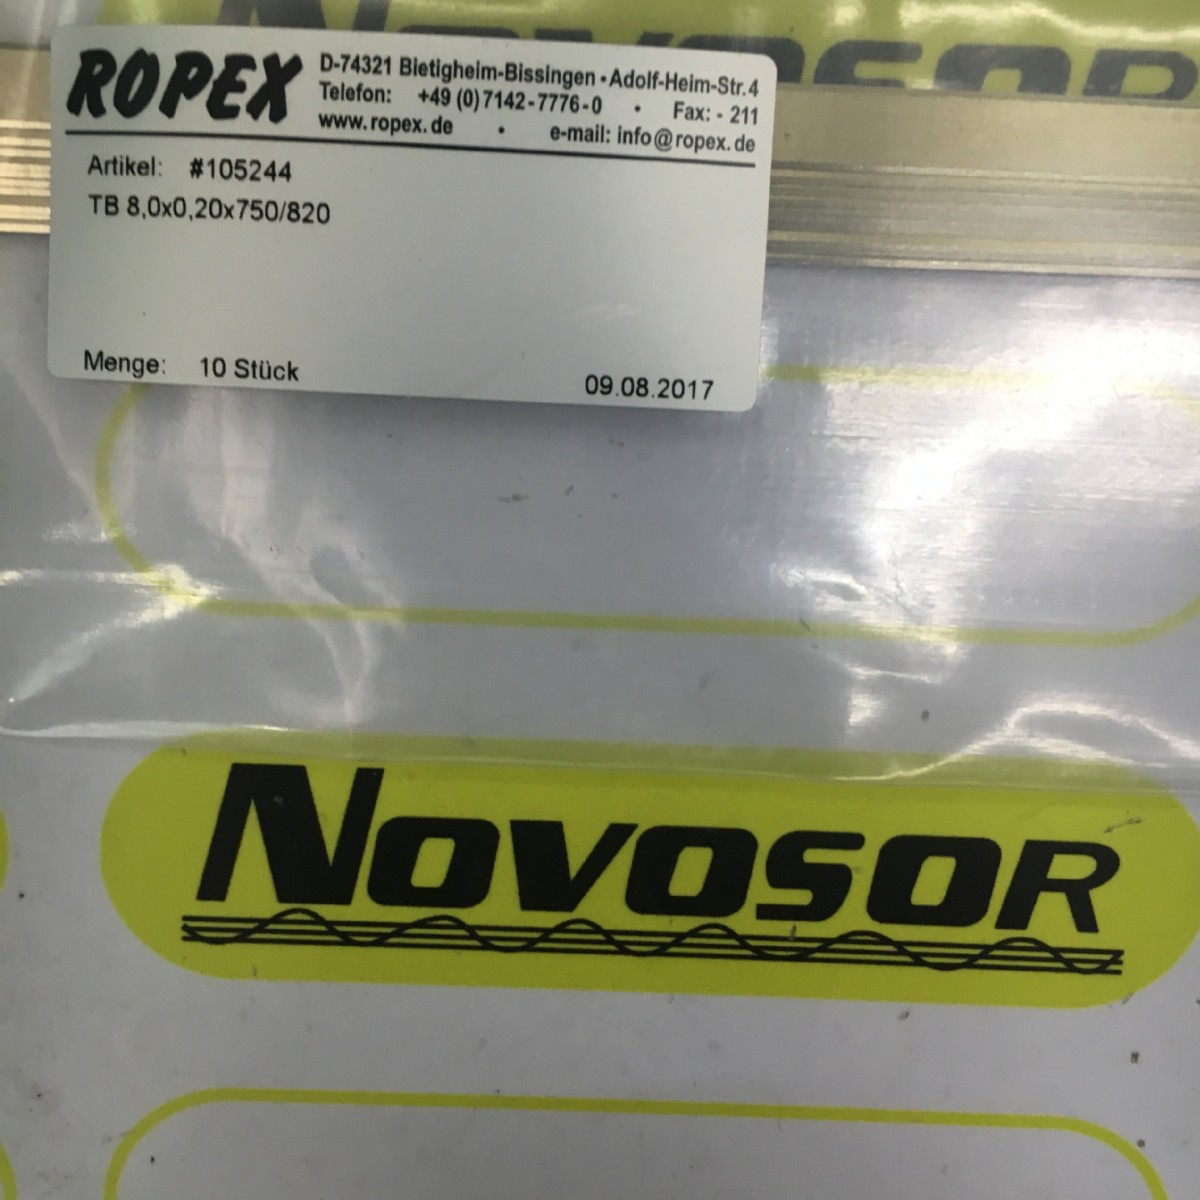 NOVOSOR
ROPEX
D-74321 Bietigheim-Bissingen • Adolf-Heim-Str. 4
Telefon: +49 (0) 7142-7776-0 • Fax: - 211
www.ropex.de • e-mail: info@ropex.de
Artikel: #105244
TB 8,0x0,20x750/820
Menge: 10 Stück
09.08.2017
NOVOSOR